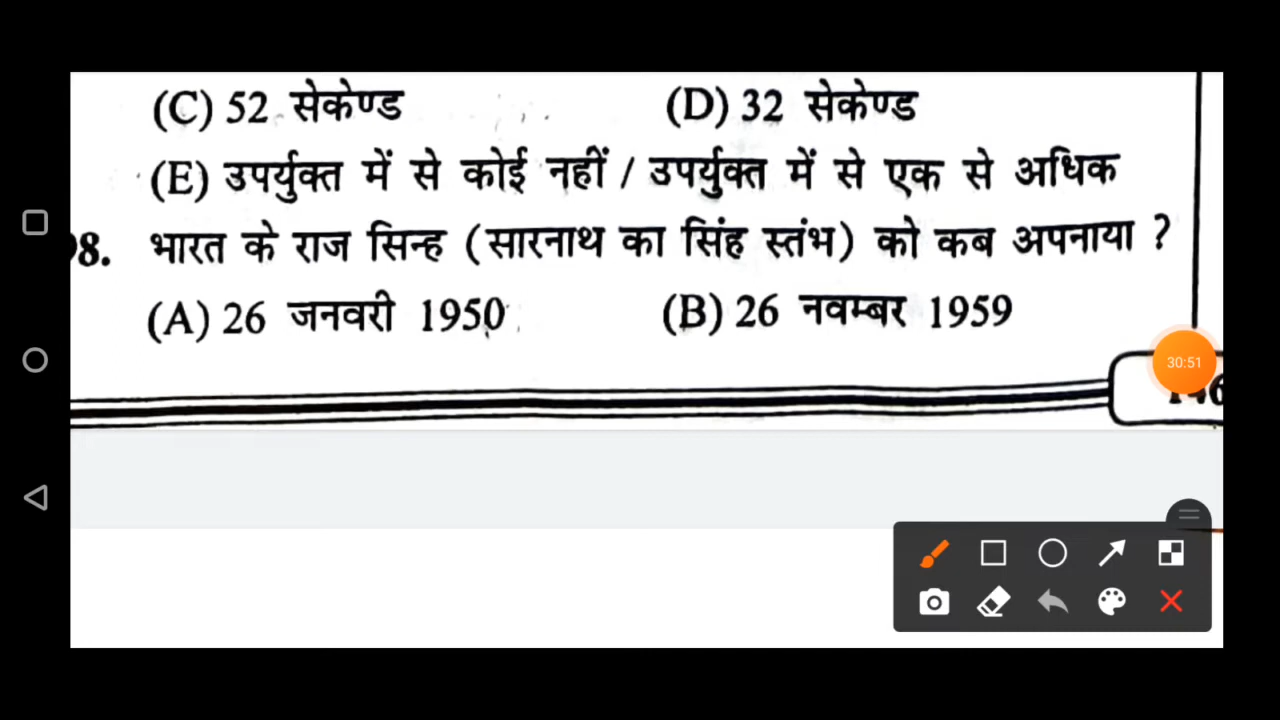 (C) 52 सेकेण्ड (D) 32 सेकेण्ड
(E) उपर्युक्त में से कोई नहीं / उपर्युक्त में से एक से अधिक
98. भारत के राज सिन्ह (सारनाथ का सिंह स्तंभ) को कब अपनाया ?
(A) 26 जनवरी 1950 (B) 26 नवम्बर 1959
30:51